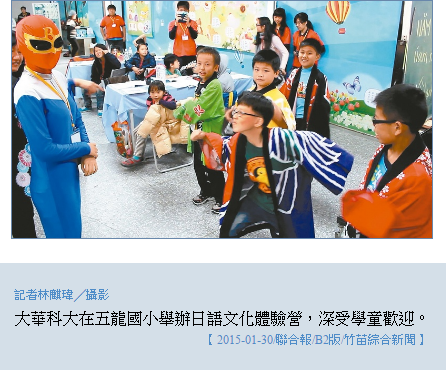 記者林麒瑋／攝影
大華科大在五龍國小舉辦日語文化體驗營，深受學童歡迎。
【 2015-01-30/聯合報/B2版/竹苗綜合新聞 】